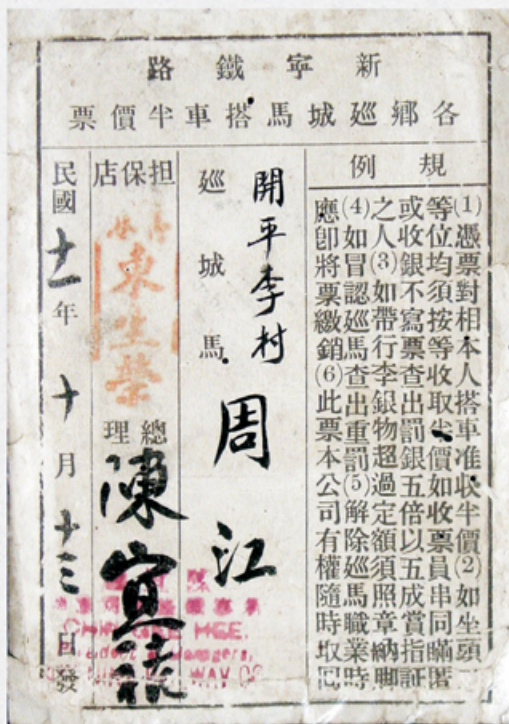 新寧鐵路
各鄉巡城馬搭車半價票
規例
(1)憑票對相本人搭車准收半價(2)如坐頭
等位均須按等收取半價如收票員串同瞞匿
或收銀不寫票查出罰銀五倍以五成賞指証
之人(3)如帶行李銀物超過定額須照章納脚
(4)如冒認巡馬查出重罰(5)解除巡馬職業時
應即將票繳銷(6)此票本公司有權隨時取回
開平李村
巡城馬 周江
担保店
東生榮
總理 陳宜禧
CHIN GEE HEE.
WAY CO
民國十一年十月十三日發